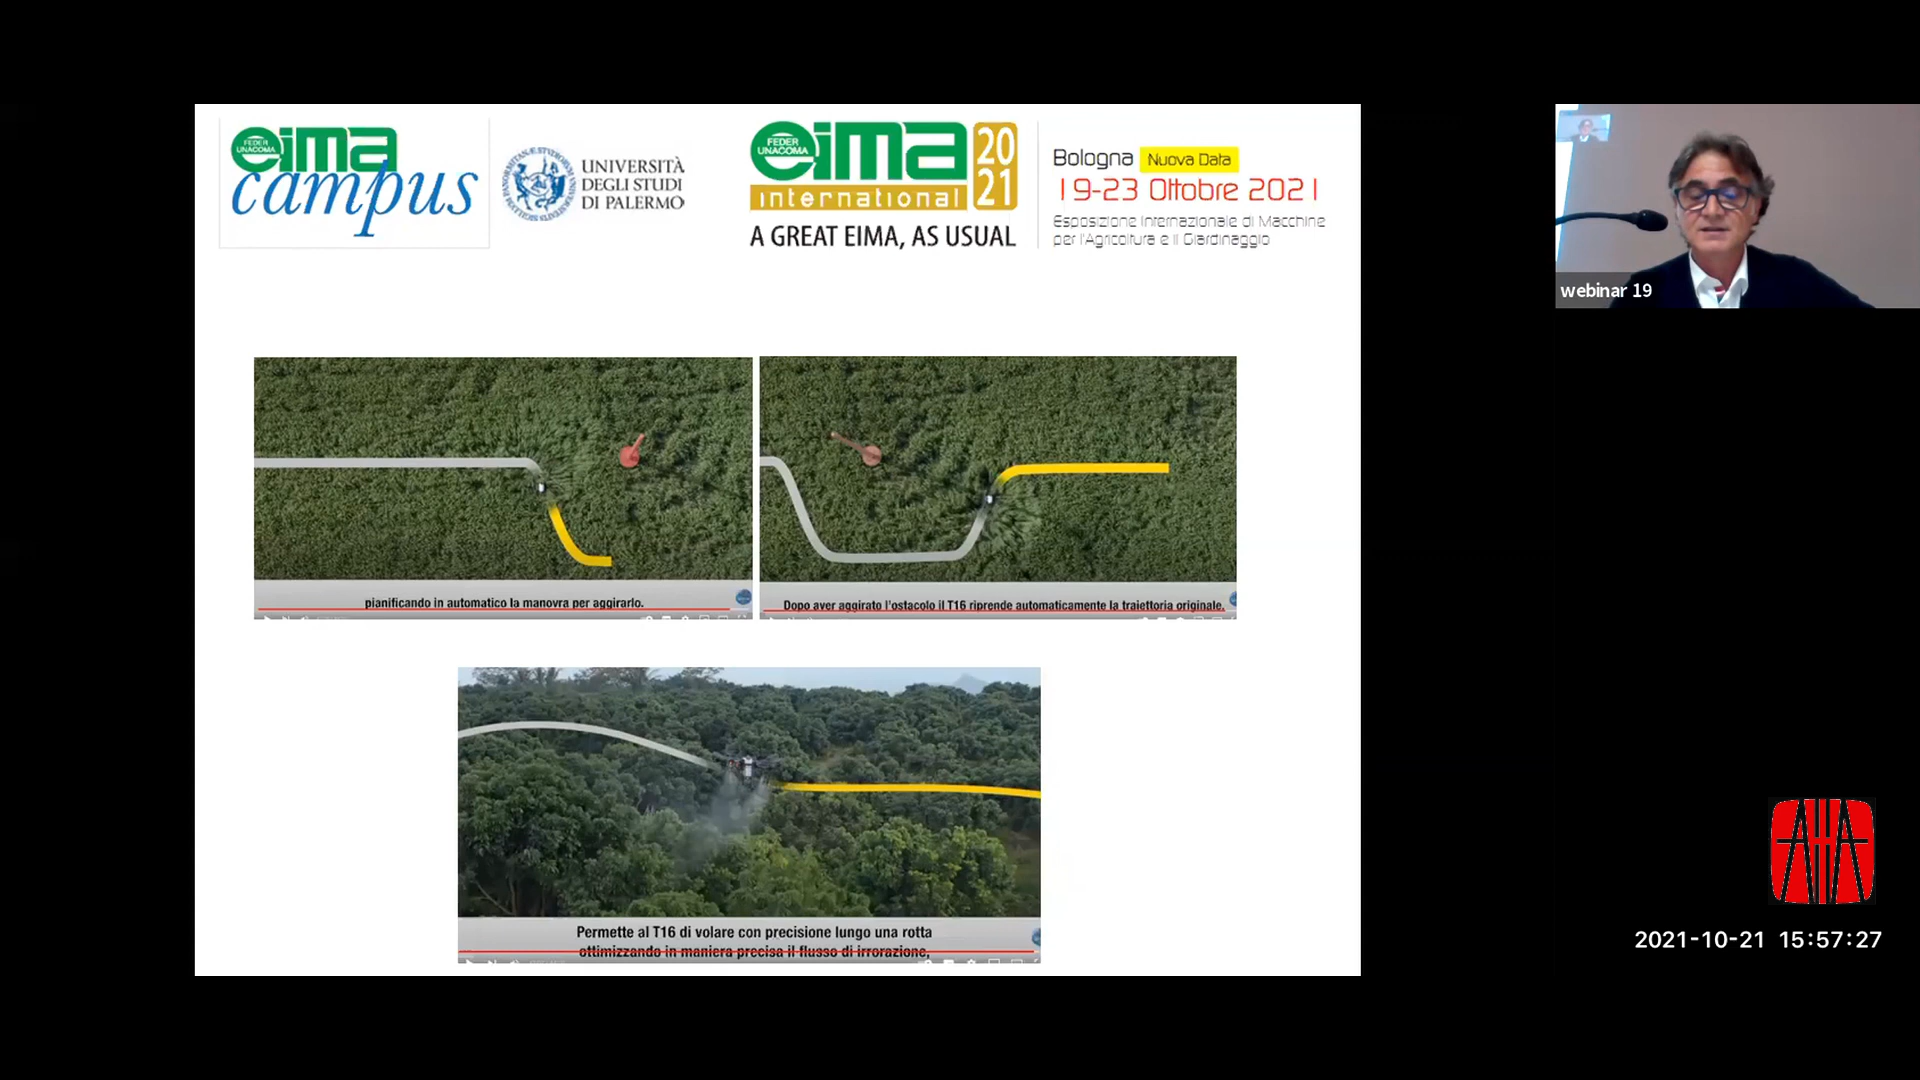 FEDER
UNACOMA
eima
campus
UNIVERSITÀ
DEGLI STUDI
DI PALERMO
FEDER
UNACOMA
eima
20
21
international
A GREAT EIMA, AS USUAL
Bologna Nuova Data
19-23 Ottobre 2021
Esposizione Internazionale di Macchine
per l'Agricoltura e il Giardinaggio
webinar 19
pianificando in automatico la manovra per aggirarlo.
Dopo aver aggirato l'ostacolo il T16 riprende automaticamente la traiettoria originale,
Permette al T16 di volare con precisione lungo una rotta
ottimizzando in maniera precisa il flusso di irrorazione,
2021-10-21 15:57:27